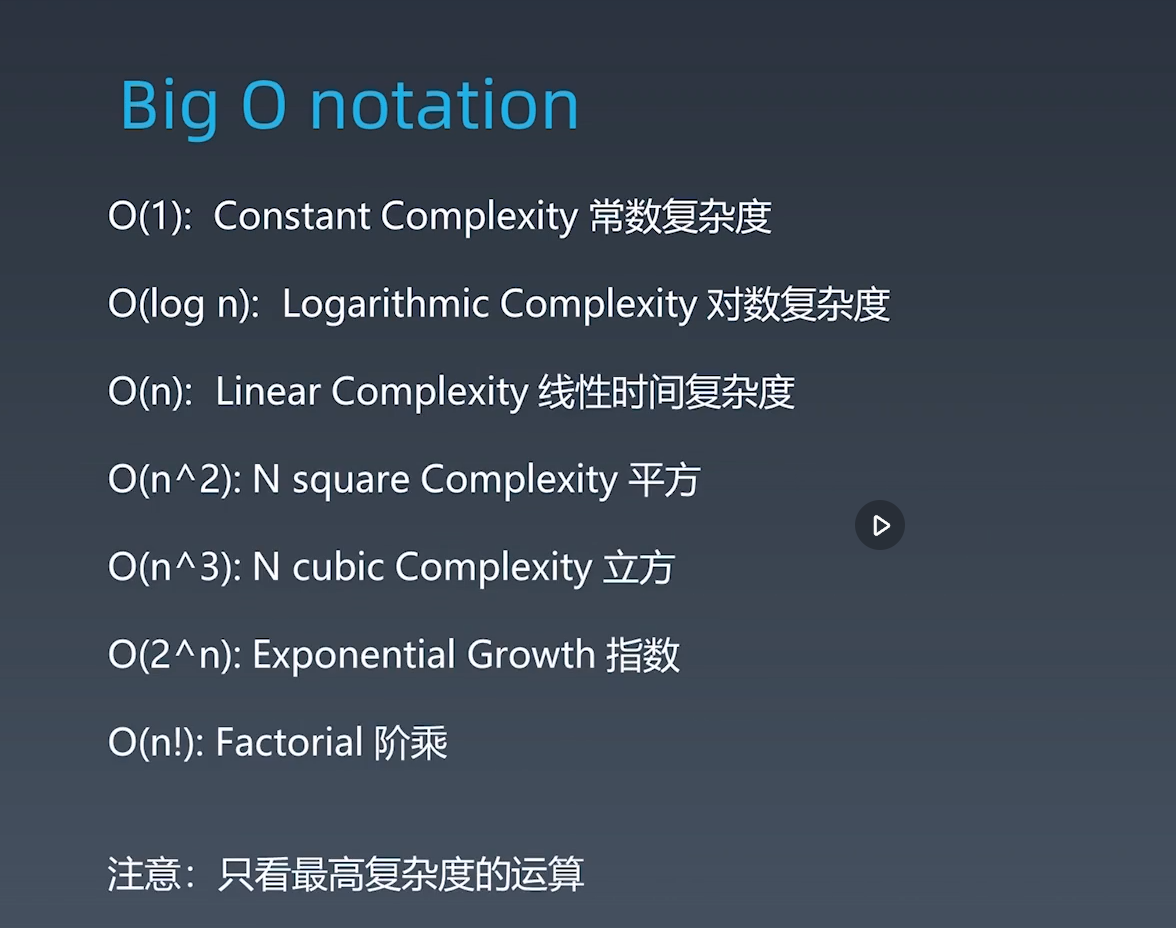 Big O notation
O(1): Constant Complexity 常数复杂度
O(log n): Logarithmic Complexity 对数复杂度
O(n): Linear Complexity 线性时间复杂度
O(n^2): N square Complexity 平方
O(n^3): N cubic Complexity 立方
O(2^n): Exponential Growth 指数
O(n!): Factorial 阶乘
注意：只看最高复杂度的运算